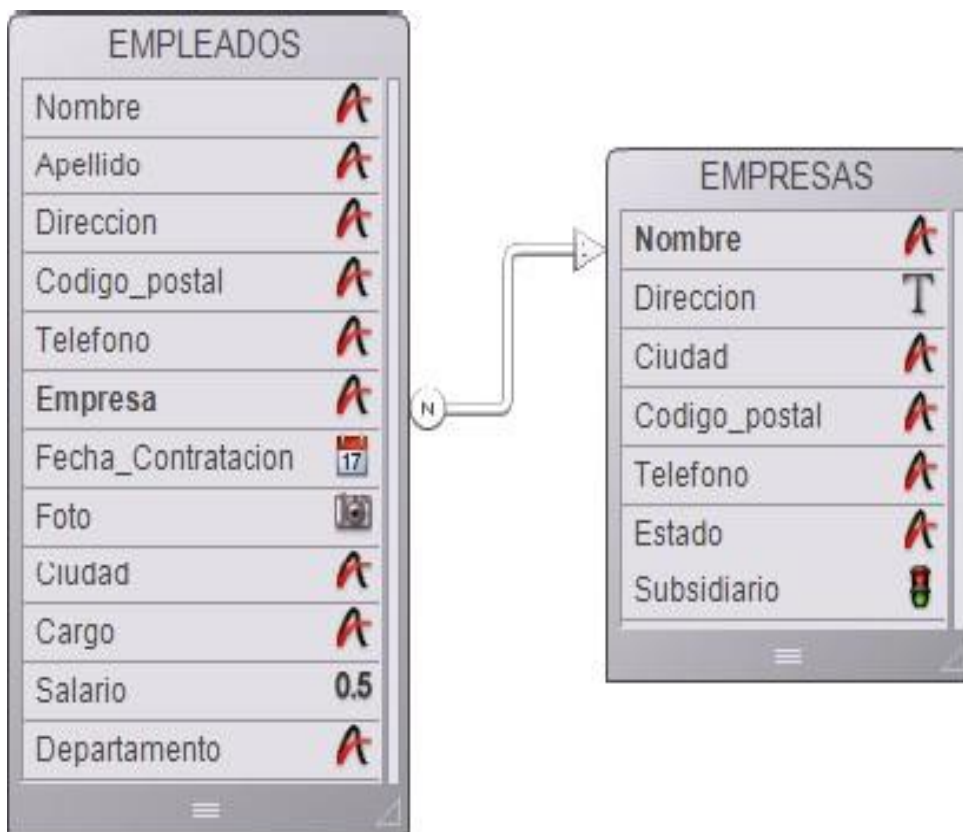 EMPLEADOS
Nombre
Apellido
Direccion
Codigo_postal
Telefono
Empresa
Fecha_Contratacion
17
Foto
Ciudad
Cargo
Salario 0.5
Departamento
N
EMPRESAS
Nombre
Direccion T
Ciudad
Codigo_postal
Telefono
Estado
Subsidiario